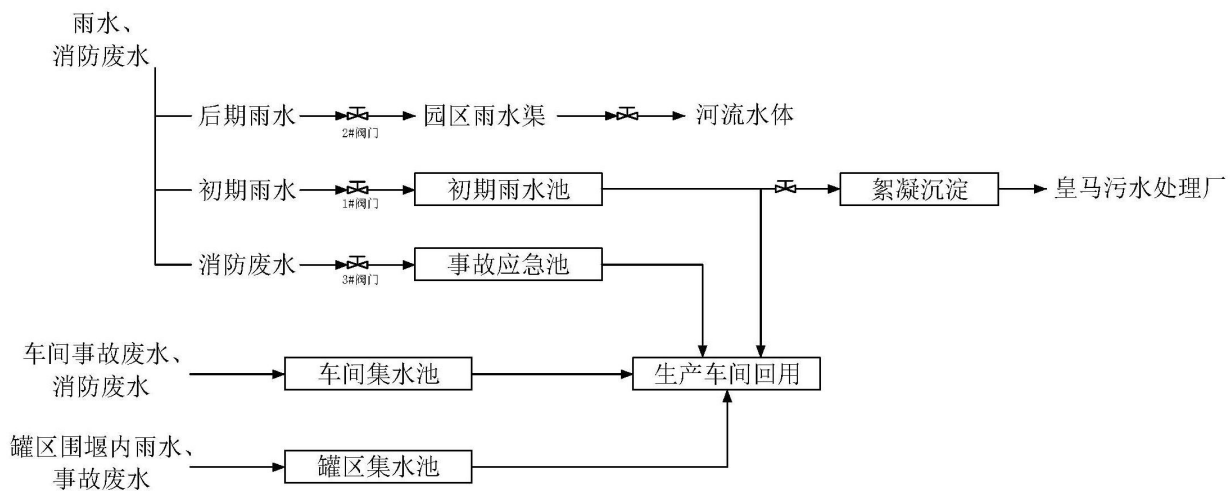 雨水、
消防废水
后期雨水
2#阀门
园区雨水渠
河流水体
初期雨水
1#阀门
初期雨水池
絮凝沉淀
皇马污水处理厂
消防废水
3#阀门
事故应急池
车间事故废水、
消防废水
车间集水池
生产车间回用
罐区围堰内雨水、
事故废水
罐区集水池